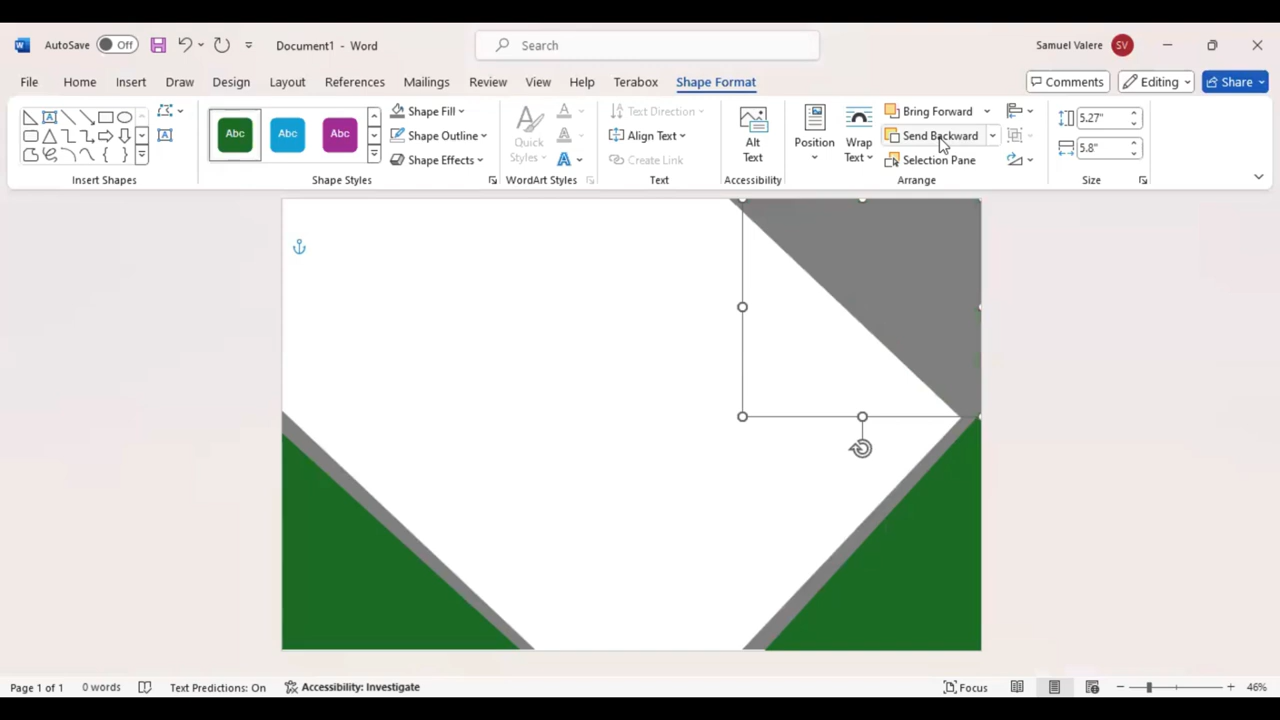 AutoSave Off Document1 - Word Search Samuel Valere SV
File Home Insert Draw Design Layout References Mailings Review View Help Terabox Shape Format Comments Editing Share
Abc Abc Abc
Shape Fill
Shape Outline
Shape Effects
Quick Styles
Text Direction
Align Text
Create Link
Alt Text
Position
Wrap Text
Bring Forward
Send Backward
Selection Pane
5.27"
5.8"
Insert Shapes Shape Styles WordArt Styles Text Accessibility Arrange Size
Page 1 of 1 0 words Text Predictions: On Accessibility: Investigate Focus 46%